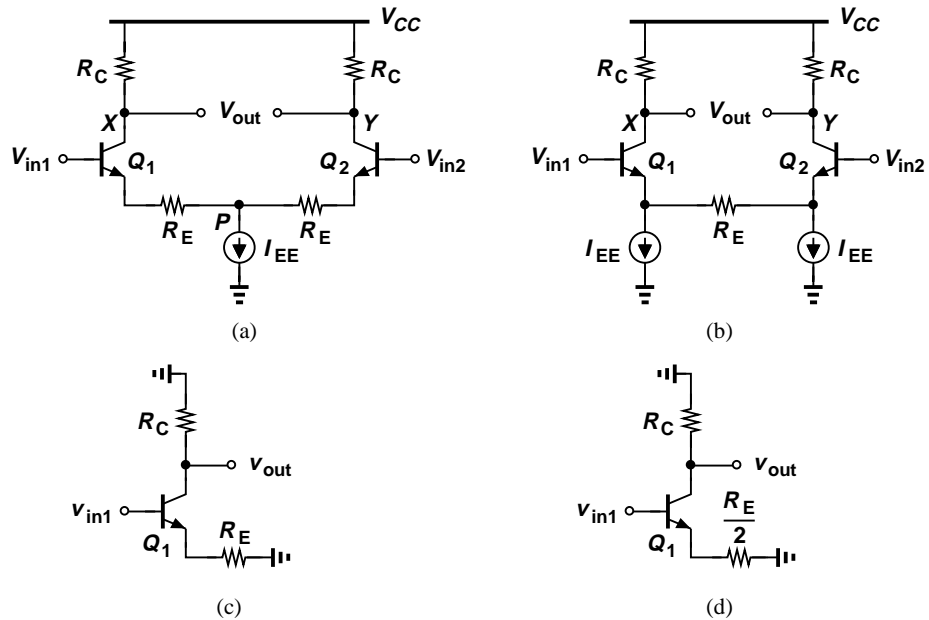 V_CC
R_C R_C
X V_out Y
V_in1 Q_1 Q_2 V_in2
R_E P R_E
I_EE
(a)
V_CC
R_C R_C
X V_out Y
V_in1 Q_1 Q_2 V_in2
R_E
I_EE I_EE
(b)
R_C
v_out
v_in1
Q_1 R_E
(c)
R_C
v_out
v_in1 R_E
Q_1 2
(d)